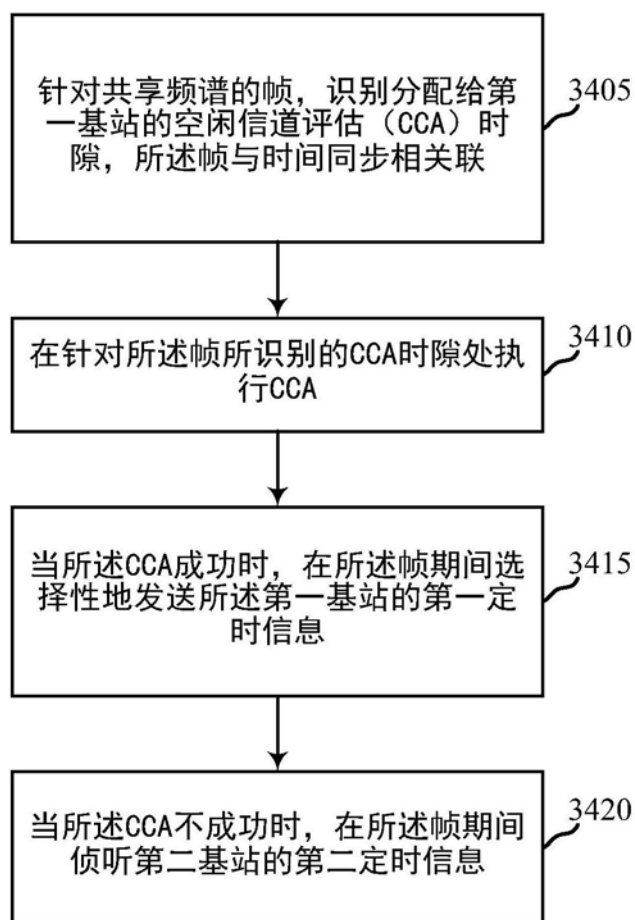 针对共享频谱的帧，识别分配给第
一基站的空闲信道评估（CCA）时
隙，所述帧与时间同步相关联
3405
在针对所述帧所识别的CCA时隙处执
行CCA
3410
当所述CCA成功时，在所述帧期间选
择性地发送所述第一基站的第一定
时信息
3415
当所述CCA不成功时，在所述帧期间
侦听第二基站的第二定时信息
3420